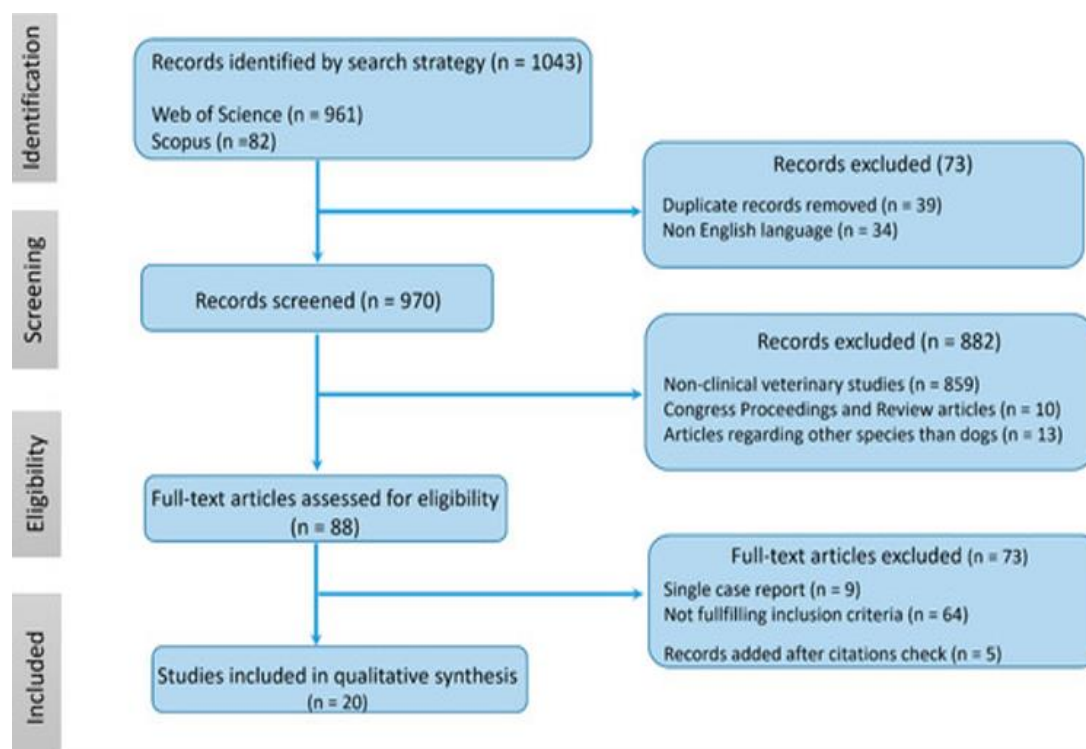 Identification
Records identified by search strategy (n = 1043)
Web of Science (n = 961)
Scopus (n =82)
Records excluded (73)
Duplicate records removed (n = 39)
Non English language (n = 34)
Screening
Records screened (n = 970)
Records excluded (n = 882)
Non-clinical veterinary studies (n = 859)
Congress Proceedings and Review articles (n = 10)
Articles regarding other species than dogs (n = 13)
Eligibility
Full-text articles assessed for eligibility
(n = 88)
Full-text articles excluded (n = 73)
Single case report (n = 9)
Not fullfilling inclusion criteria (n = 64)
Records added after citations check (n = 5)
Included
Studies included in qualitative synthesis
(n = 20)